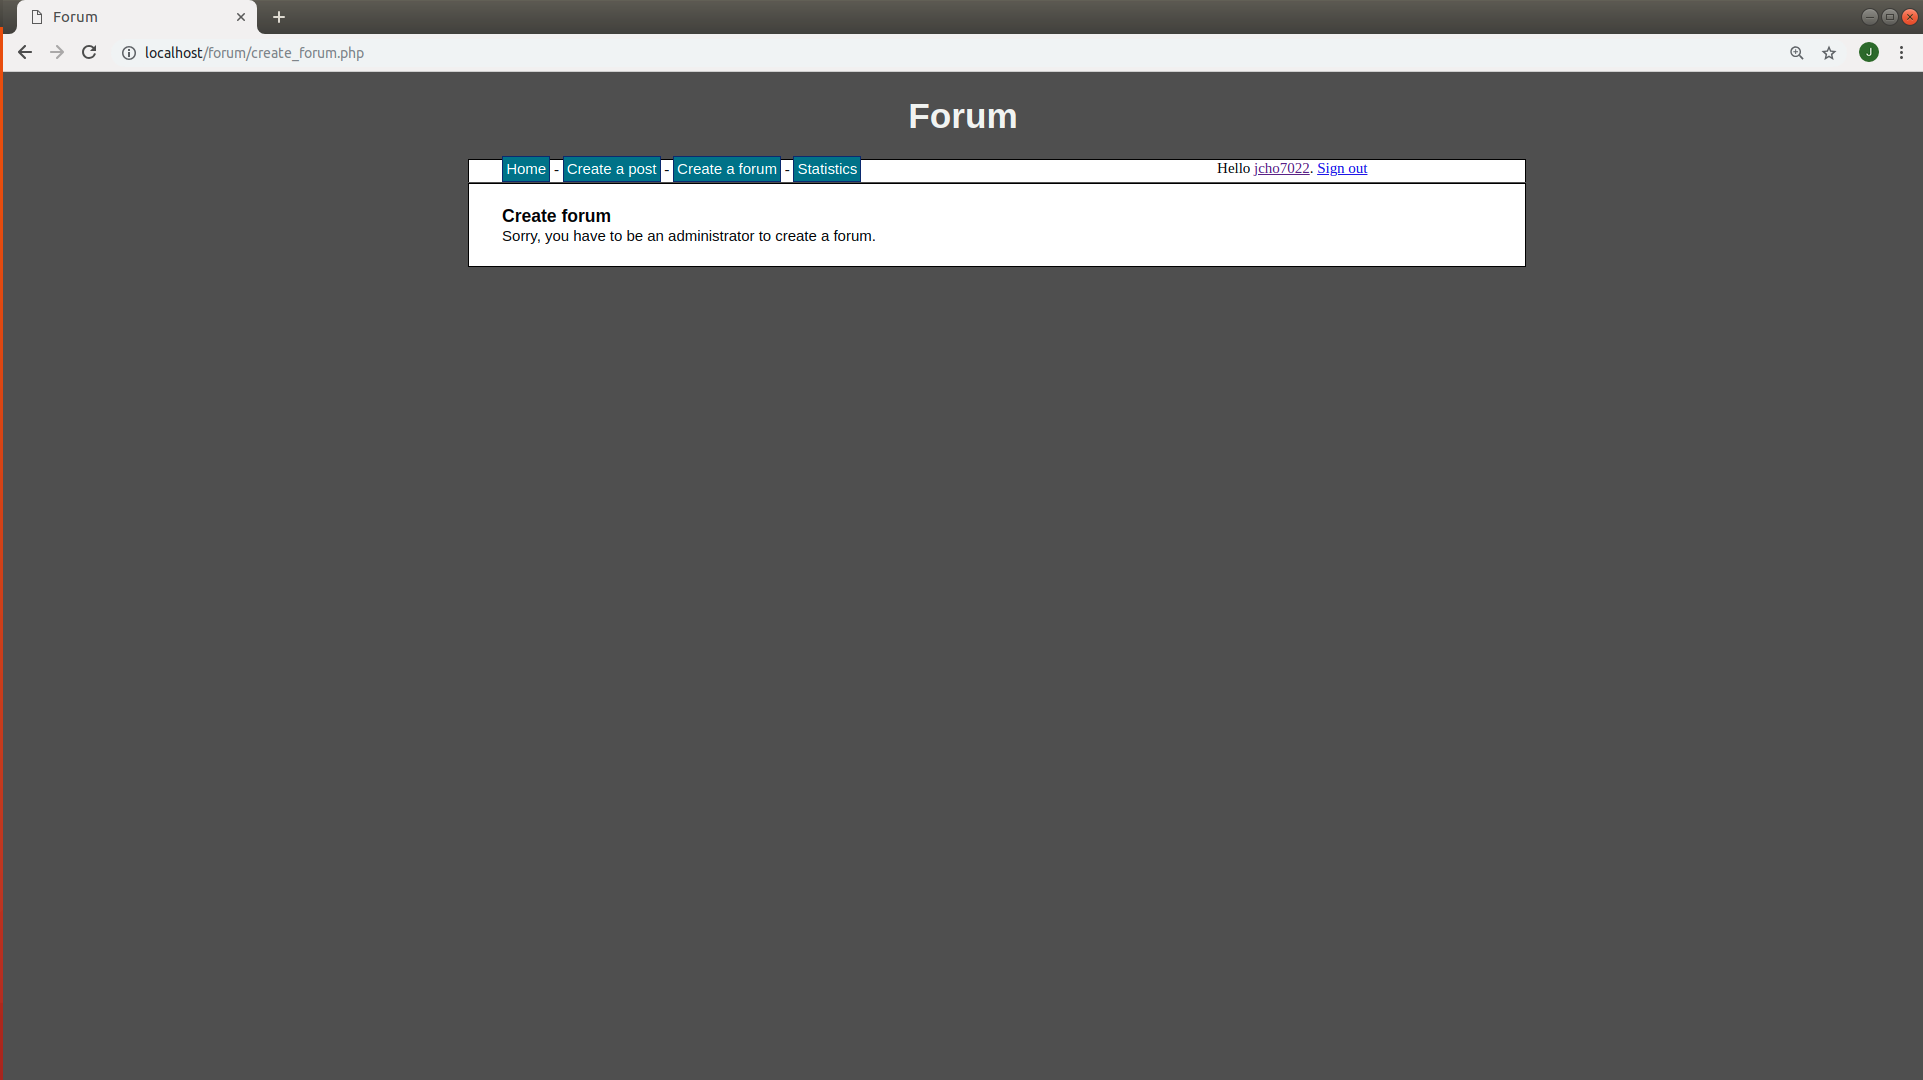 Forum
localhost/forum/create_forum.php
J
Forum
Home - Create a post - Create a forum - Statistics
Hello jcho7022. Sign out
Create forum
Sorry, you have to be an administrator to create a forum.